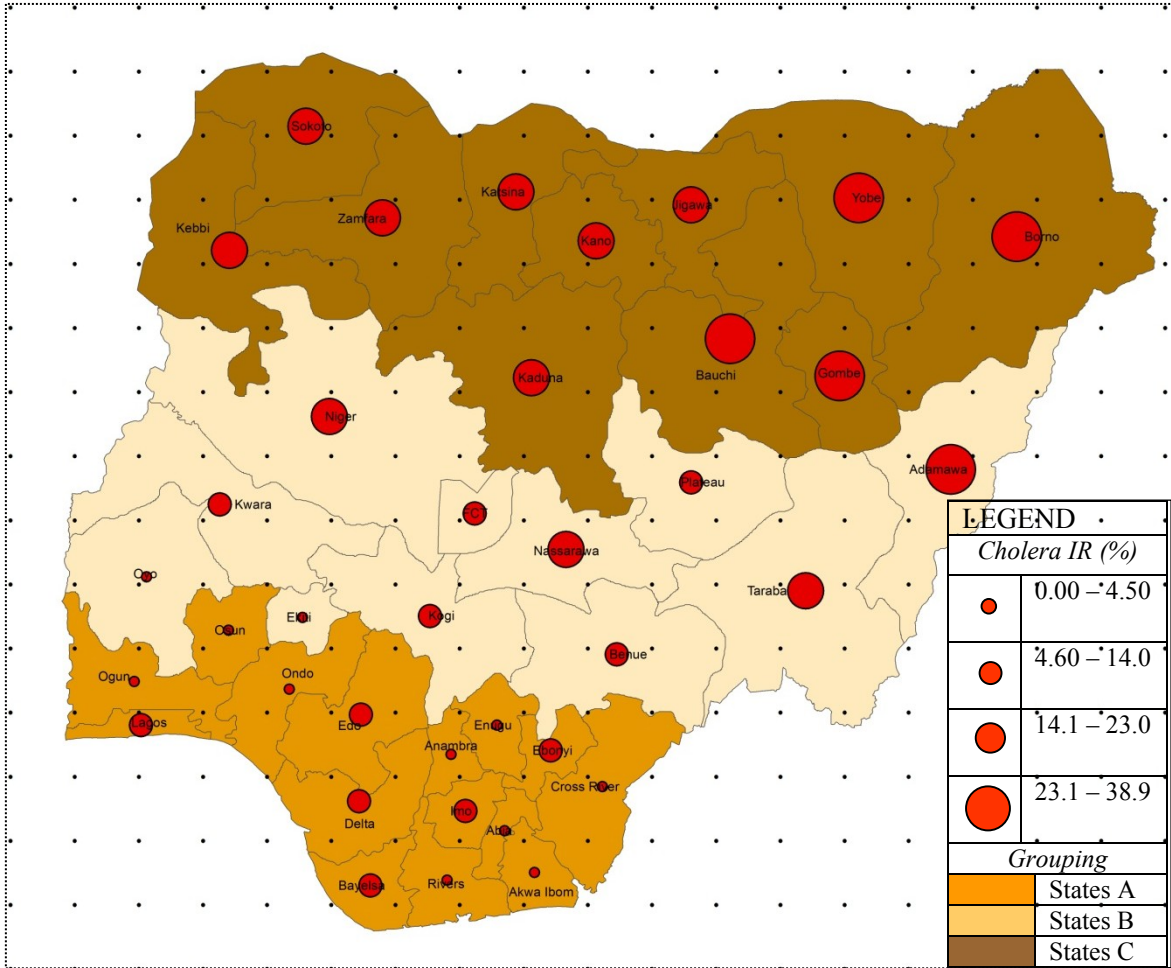 Sokoto
Katsina
Yobe
Jigawa
Zamfara
Kebbi
Kano
Borno
Bauchi
Gombe
Kaduna
Niger
Adamawa
Plateau
Kwara
FCT
Nassarawa
Oyo
Taraba
Ekiti
Kogi
Osun
Benue
Ondo
Ogun
Lagos
Edo
Enugu
Anambra
Ebonyi
Cross River
Imo
Delta
Abia
Bayelsa
Rivers
Akwa Ibom
LEGEND
Cholera IR (%)
0.00 – 4.50
4.60 – 14.0
14.1 – 23.0
23.1 – 38.9
Grouping
States A
States B
States C